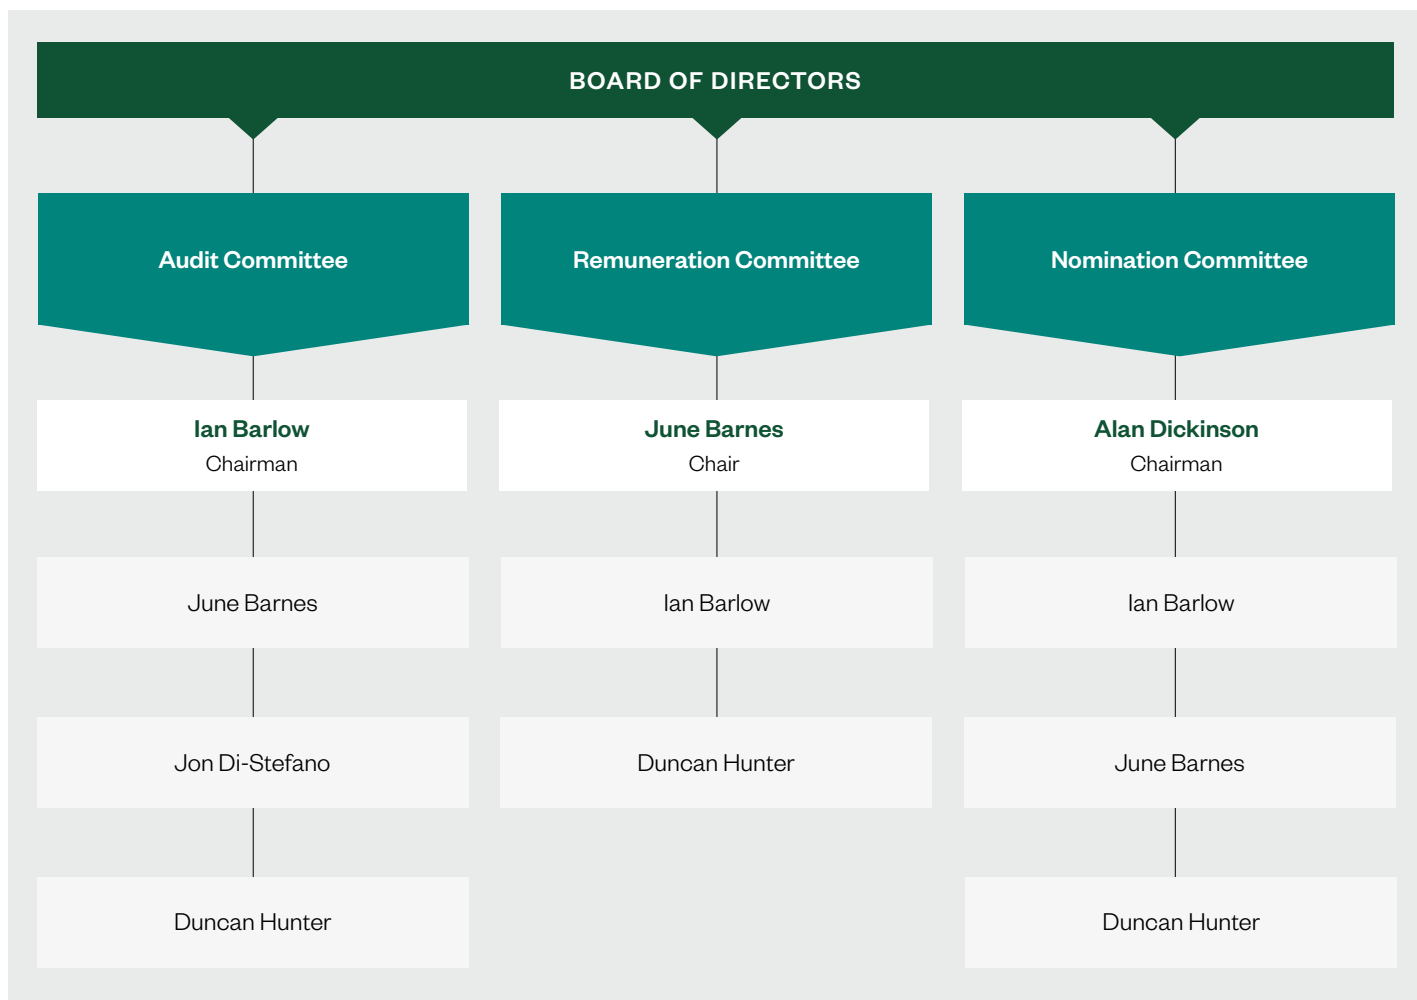 BOARD OF DIRECTORS
Audit Committee
Ian Barlow
Chairman
June Barnes
Jon Di-Stefano
Duncan Hunter
Remuneration Committee
June Barnes
Chair
Ian Barlow
Duncan Hunter
Nomination Committee
Alan Dickinson
Chairman
Ian Barlow
June Barnes
Duncan Hunter